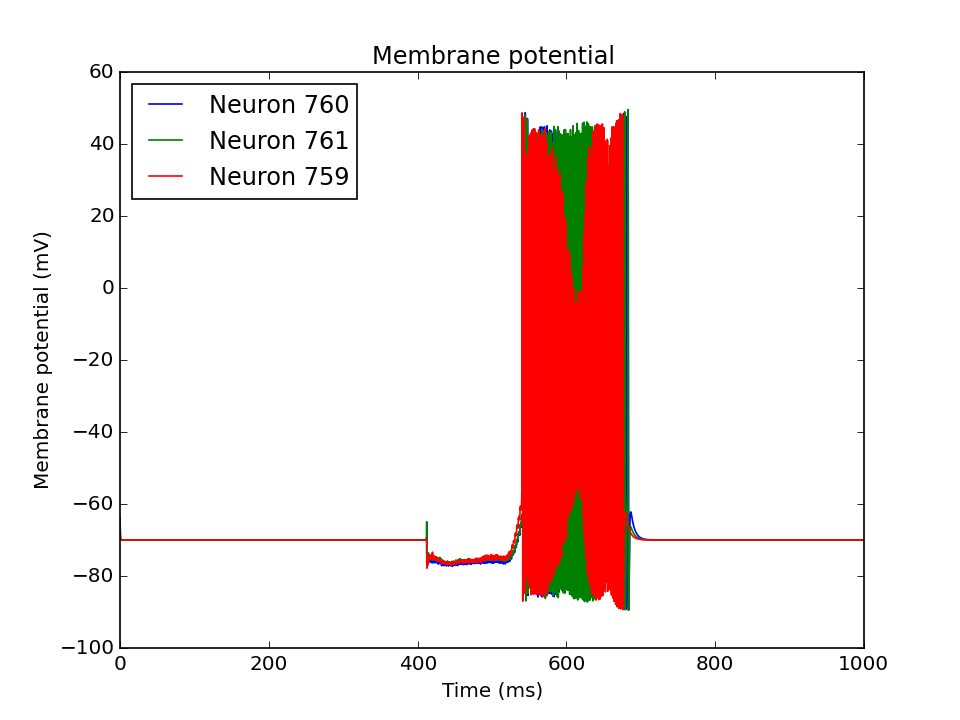 Membrane potential
60
40
20
0
−20
−40
−60
−80
−100
Membrane potential (mV)
Neuron 760
Neuron 761
Neuron 759
0 200 400 600 800 1000
Time (ms)